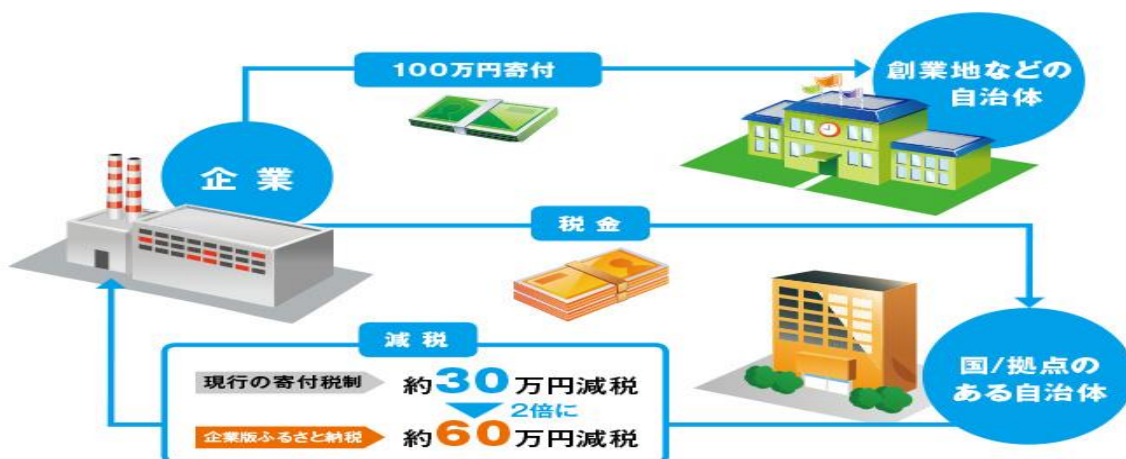 100万円寄付
創業地などの
自治体
企業
税金
減税
現行の寄付税制 約30万円減税
2倍に
企業版ふるさと納税 約60万円減税
国/拠点の
ある自治体